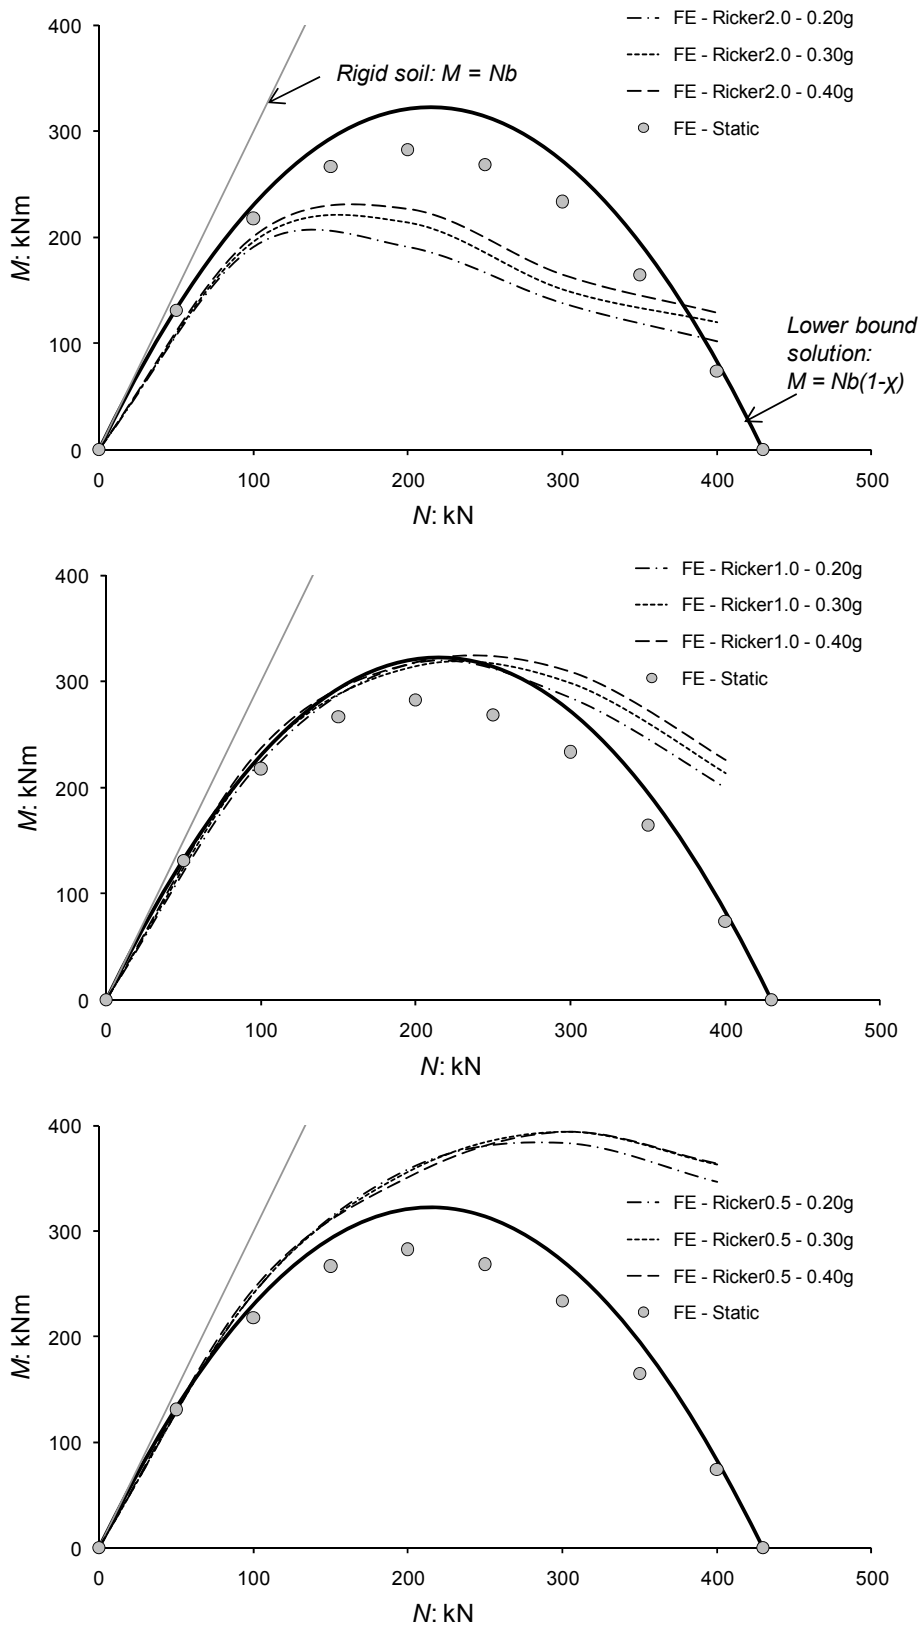 400
300
200
100
0
M: kNm
Rigid soil: M = Nb
FE - Ricker2.0 - 0.20g
FE - Ricker2.0 - 0.30g
FE - Ricker2.0 - 0.40g
FE - Static
Lower bound
solution:
M = Nb(1-χ)
0 100 200 300 400 500
N: kN
400
300
200
100
0
M: kNm
FE - Ricker1.0 - 0.20g
FE - Ricker1.0 - 0.30g
FE - Ricker1.0 - 0.40g
FE - Static
0 100 200 300 400 500
N: kN
400
300
200
100
0
M: kNm
FE - Ricker0.5 - 0.20g
FE - Ricker0.5 - 0.30g
FE - Ricker0.5 - 0.40g
FE - Static
0 100 200 300 400 500
N: kN